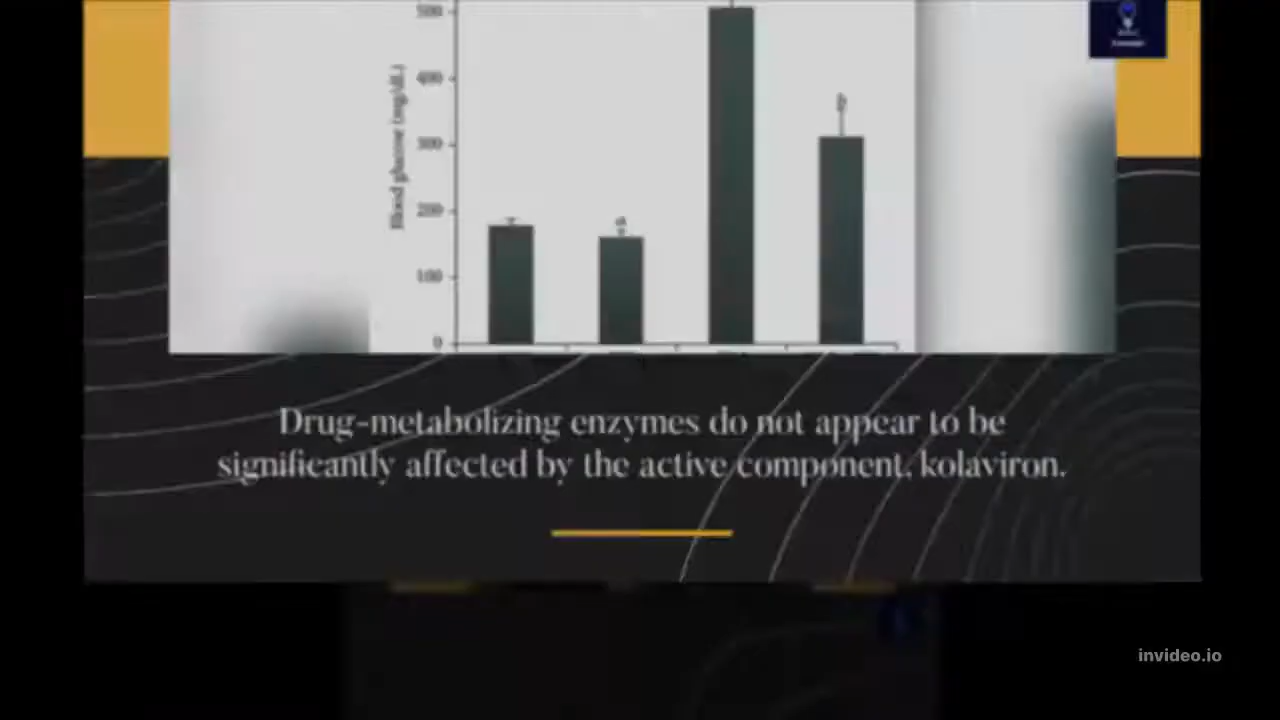 500
400
300
200
100
0
Blood glucose (mg/dL)
a
b
Drug-metabolizing enzymes do not appear to be
significantly affected by the active component, kolaviron.
invideo.io